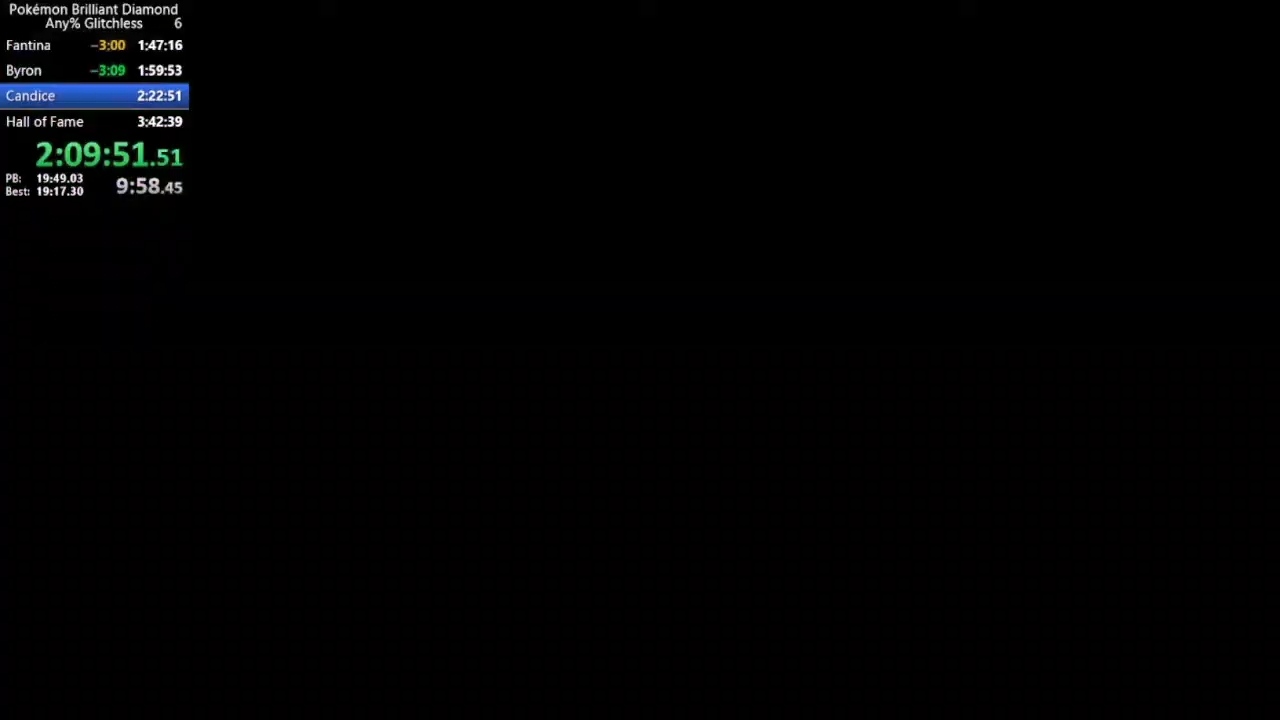 Pokémon Brilliant Diamond
Any% Glitchless 6
Fantina −3:00 1:47:16
Byron −3:09 1:59:53
Candice 2:22:51
Hall of Fame 3:42:39
2:09:51.51
PB: 19:49.03
Best: 19:17.30
9:58.45